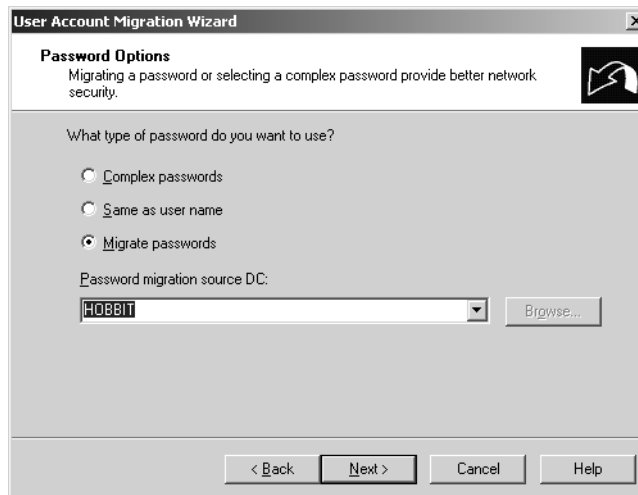 User Account Migration Wizard
Password Options
Migrating a password or selecting a complex password provide better network
security.
What type of password do you want to use?
Complex passwords
Same as user name
Migrate passwords
Password migration source DC:
HOBBIT
Browse...
< Back
Next >
Cancel
Help